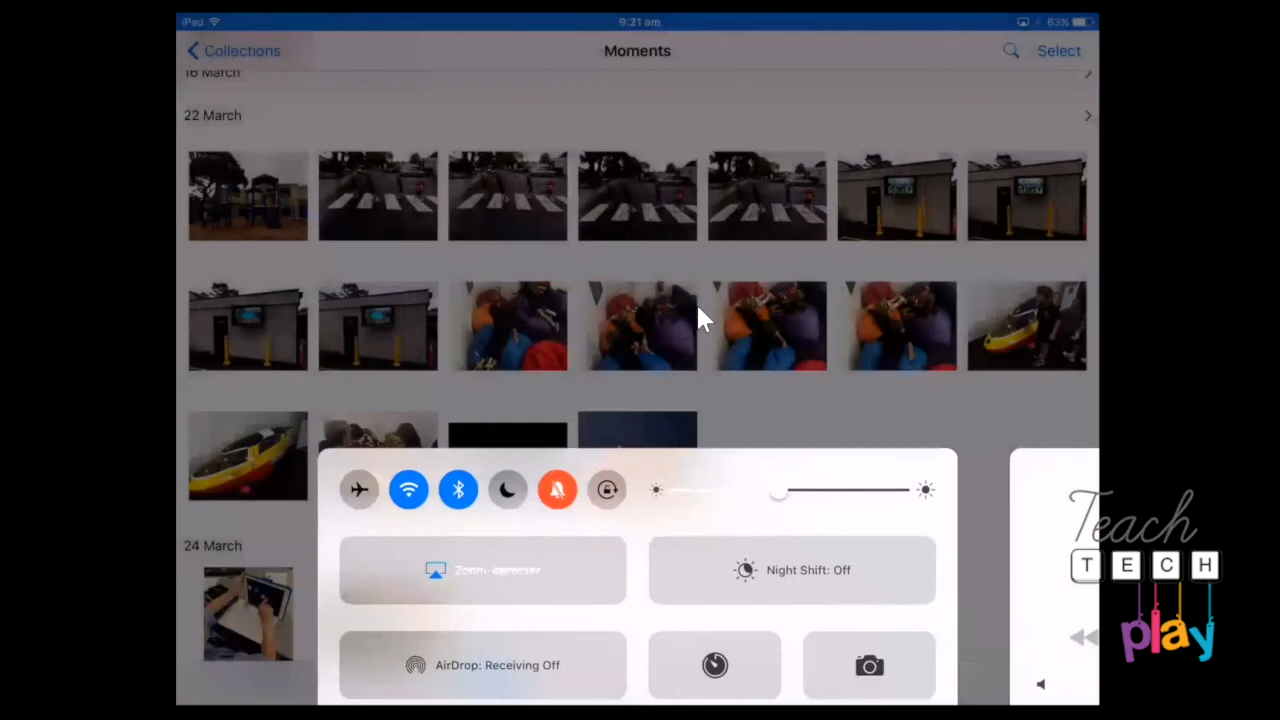 iPad 9:21 am 63%
Collections Moments Select
16 March
22 March
24 March
Night Shift: Off
AirDrop: Receiving Off
Teach
TECH
play